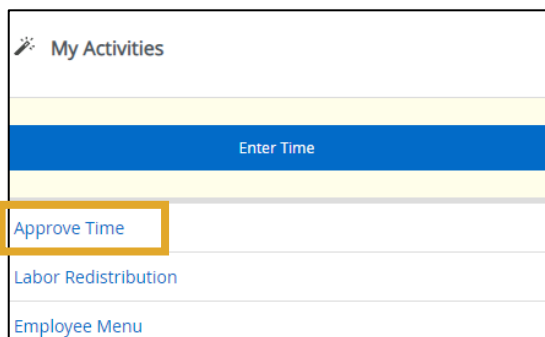 My Activities
Enter Time
Approve Time
Labor Redistribution
Employee Menu